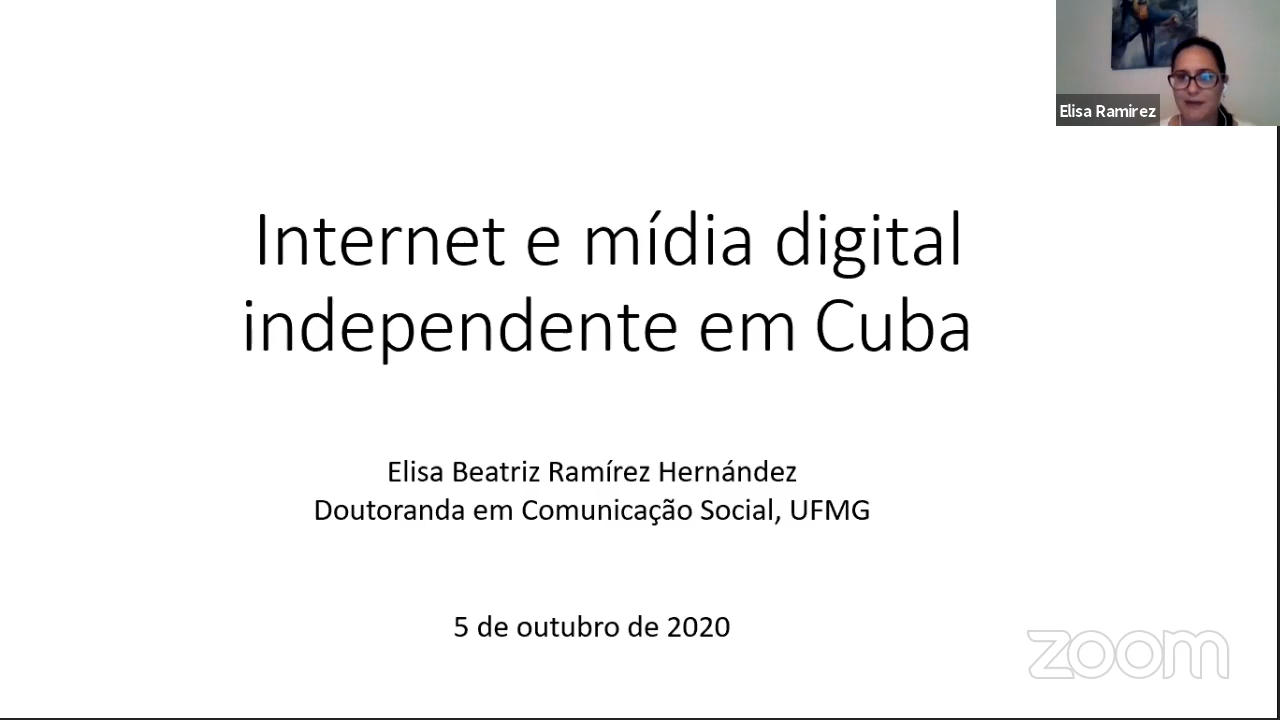 Elisa Ramirez
Internet e mídia digital
independente em Cuba
Elisa Beatriz Ramírez Hernández
Doutoranda em Comunicação Social, UFMG
5 de outubro de 2020
zoom